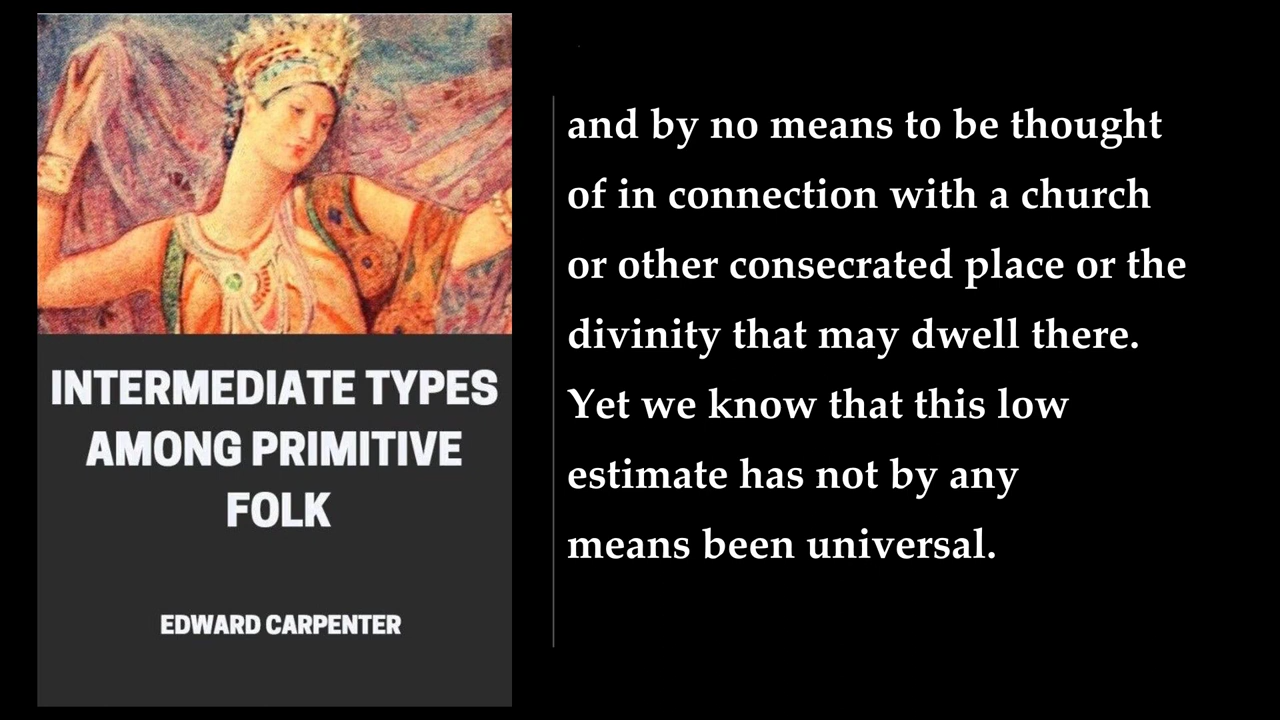 INTERMEDIATE TYPES
AMONG PRIMITIVE
FOLK
EDWARD CARPENTER
and by no means to be thought
of in connection with a church
or other consecrated place or the
divinity that may dwell there.
Yet we know that this low
estimate has not by any
means been universal.